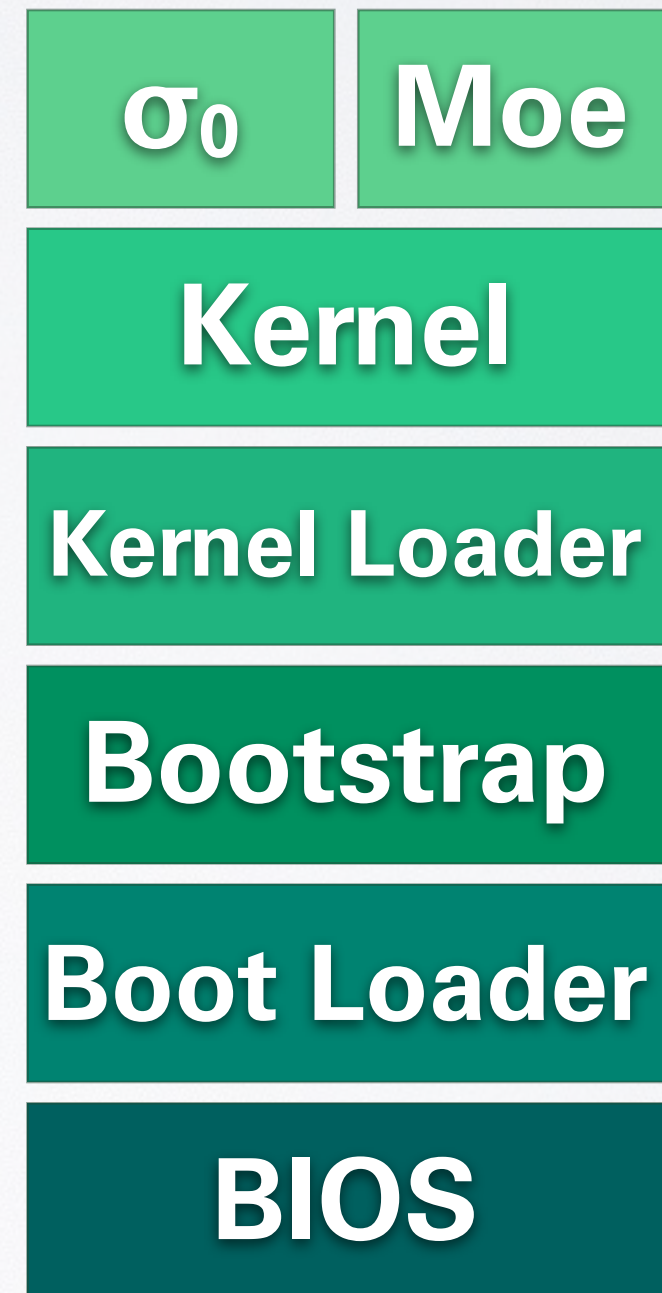 σ₀ Moe
Kernel
Kernel Loader
Bootstrap
Boot Loader
BIOS